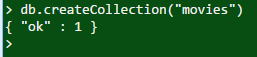 > db.createCollection("movies")
{ "ok" : 1 }
>